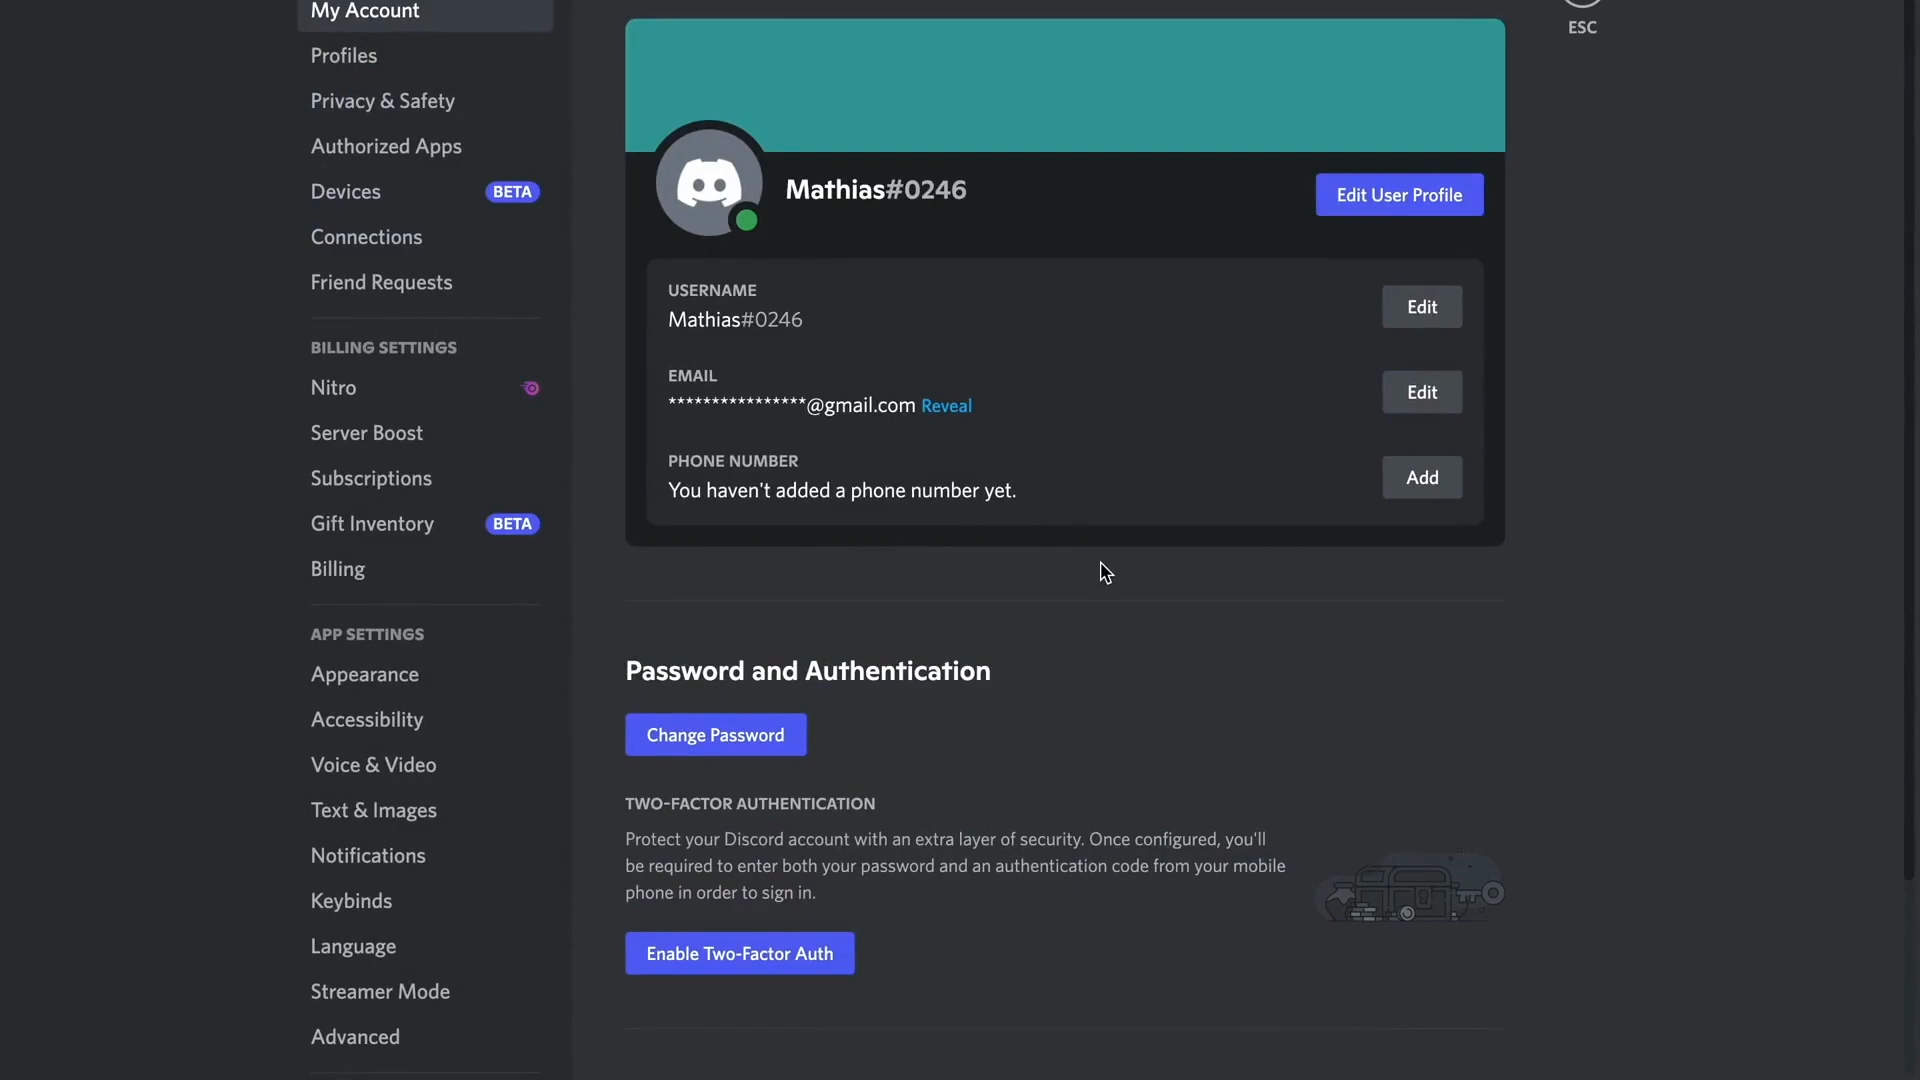 My Account
Profiles
Privacy & Safety
Authorized Apps
Devices BETA
Connections
Friend Requests
BILLING SETTINGS
Nitro
Server Boost
Subscriptions
Gift Inventory BETA
Billing
APP SETTINGS
Appearance
Accessibility
Voice & Video
Text & Images
Notifications
Keybinds
Language
Streamer Mode
Advanced
Mathias#0246
Edit User Profile
USERNAME
Mathias#0246
Edit
EMAIL
****************@gmail.com Reveal
Edit
PHONE NUMBER
You haven't added a phone number yet.
Add
Password and Authentication
Change Password
TWO-FACTOR AUTHENTICATION
Protect your Discord account with an extra layer of security. Once configured, you'll
be required to enter both your password and an authentication code from your mobile
phone in order to sign in.
Enable Two-Factor Auth
ESC